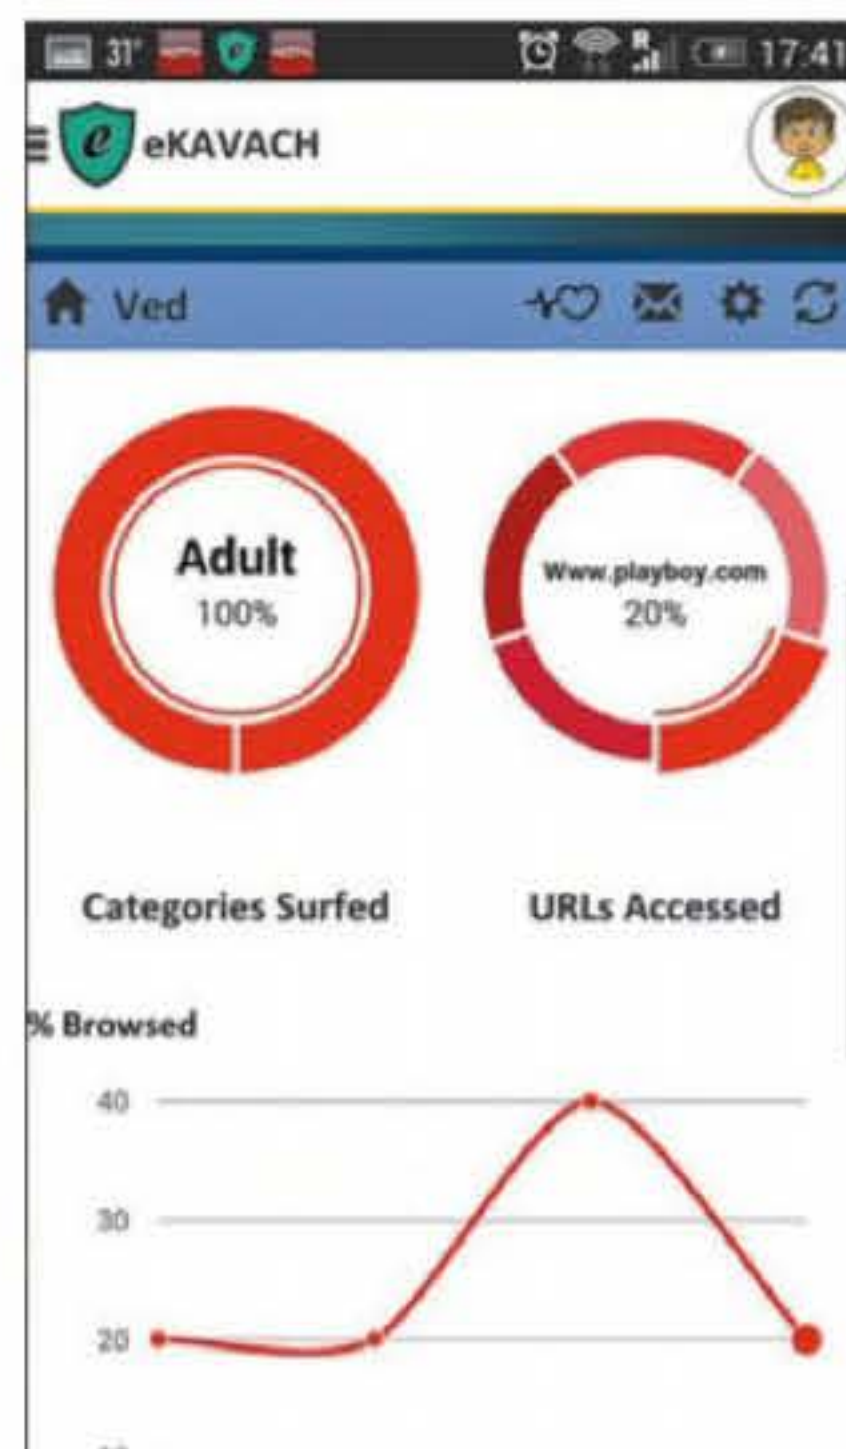 31°
17:41
e eKAVACH
Ved
Adult
100%
Www.playboy.com
20%
Categories Surfed
URLs Accessed
% Browsed
40
30
20